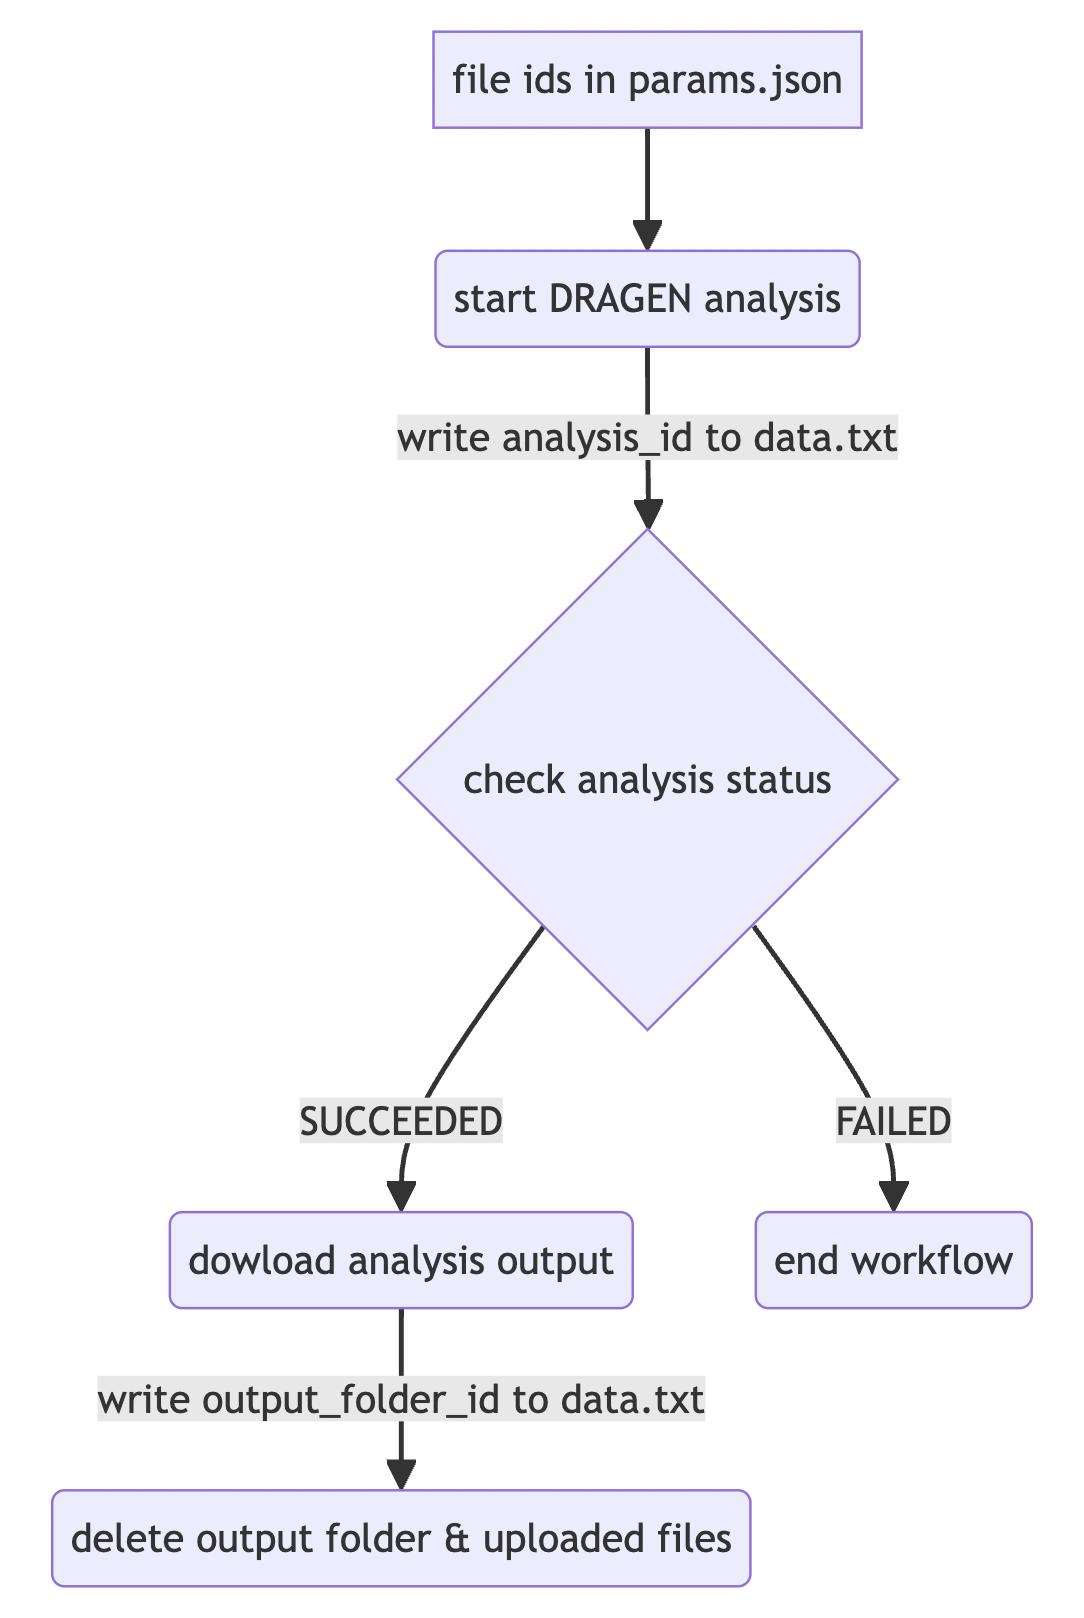 file ids in params.json
start DRAGEN analysis
write analysis_id to data.txt
check analysis status
SUCCEEDED
FAILED
dowload analysis output
end workflow
write output_folder_id to data.txt
delete output folder & uploaded files